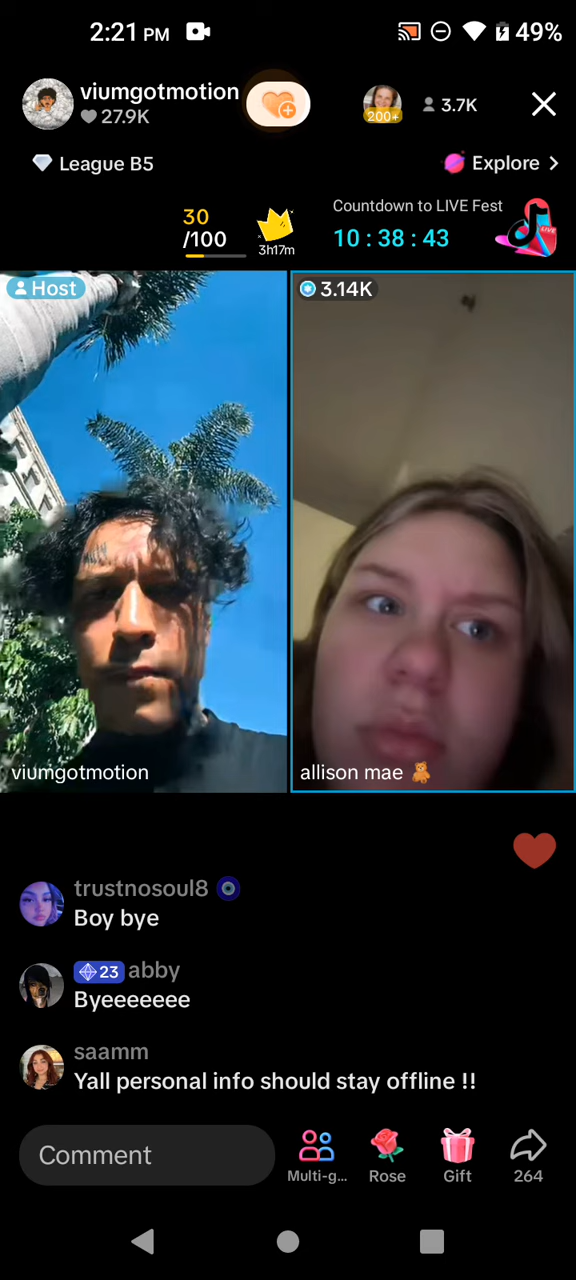 2:21 PM
49%
viumgotmotion
27.9K
200+
3.7K
League B5
Explore
30
/100
3h17m
Countdown to LIVE Fest
10 : 38 : 43
LIVE
Host
3.14K
viumgotmotion
allison mae
trustnosoul8
Boy bye
23 abby
Byeeeeeee
saamm
Yall personal info should stay offline !!
Comment
Multi-g...
Rose
Gift
264